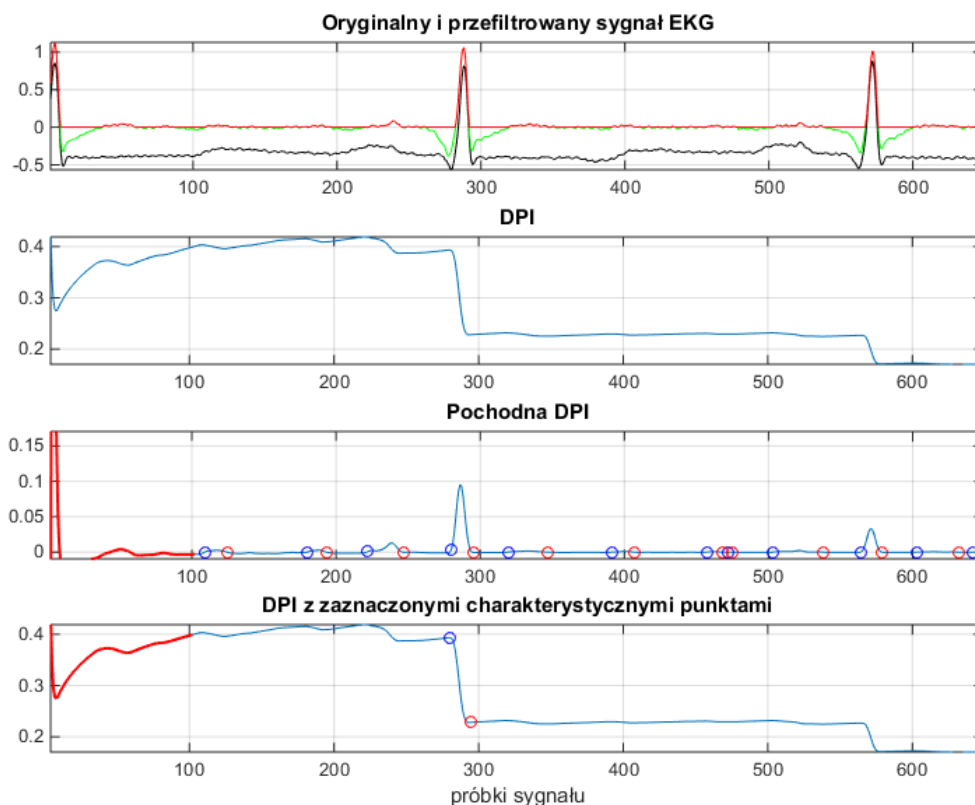 Oryginalny i przefiltrowany sygnał EKG
1
0.5
0
-0.5
100 200 300 400 500 600
DPI
0.4
0.3
0.2
100 200 300 400 500 600
Pochodna DPI
0.15
0.1
0.05
0
100 200 300 400 500 600
DPI z zaznaczonymi charakterystycznymi punktami
0.4
0.3
0.2
100 200 300 400 500 600
próbki sygnału